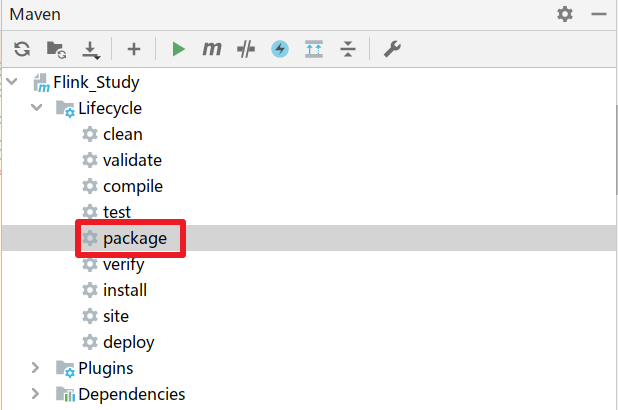 Maven
m
Flink_Study
Lifecycle
clean
validate
compile
test
package
verify
install
site
deploy
Plugins
Dependencies